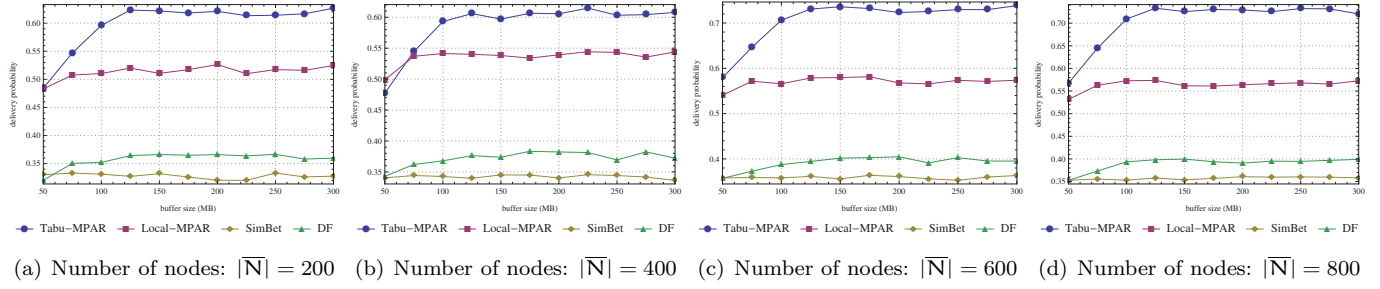 delivery probability
0.60
0.55
0.50
0.45
0.40
0.35
50 100 150 200 250 300
buffer size (MB)
Tabu-MPAR Local-MPAR SimBet DF
(a) Number of nodes: |N̅| = 200
delivery probability
0.60
0.55
0.50
0.45
0.40
0.35
50 100 150 200 250 300
buffer size (MB)
Tabu-MPAR Local-MPAR SimBet DF
(b) Number of nodes: |N̅| = 400
delivery probability
0.7
0.6
0.5
0.4
50 100 150 200 250 300
buffer size (MB)
Tabu-MPAR Local-MPAR SimBet DF
(c) Number of nodes: |N̅| = 600
delivery probability
0.70
0.65
0.60
0.55
0.50
0.45
0.40
0.35
50 100 150 200 250 300
buffer size (MB)
Tabu-MPAR Local-MPAR SimBet DF
(d) Number of nodes: |N̅| = 800